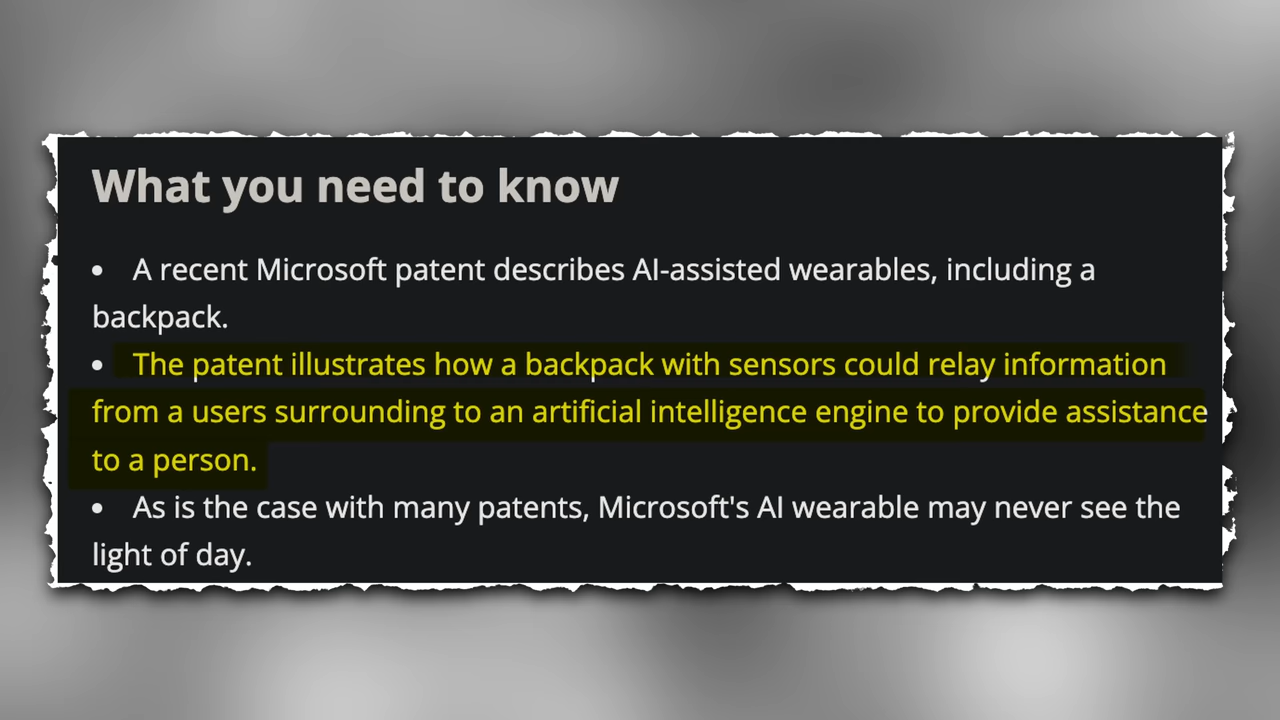 What you need to know
• A recent Microsoft patent describes AI-assisted wearables, including a
backpack.
• The patent illustrates how a backpack with sensors could relay information
from a users surrounding to an artificial intelligence engine to provide assistance
to a person.
• As is the case with many patents, Microsoft's AI wearable may never see the
light of day.